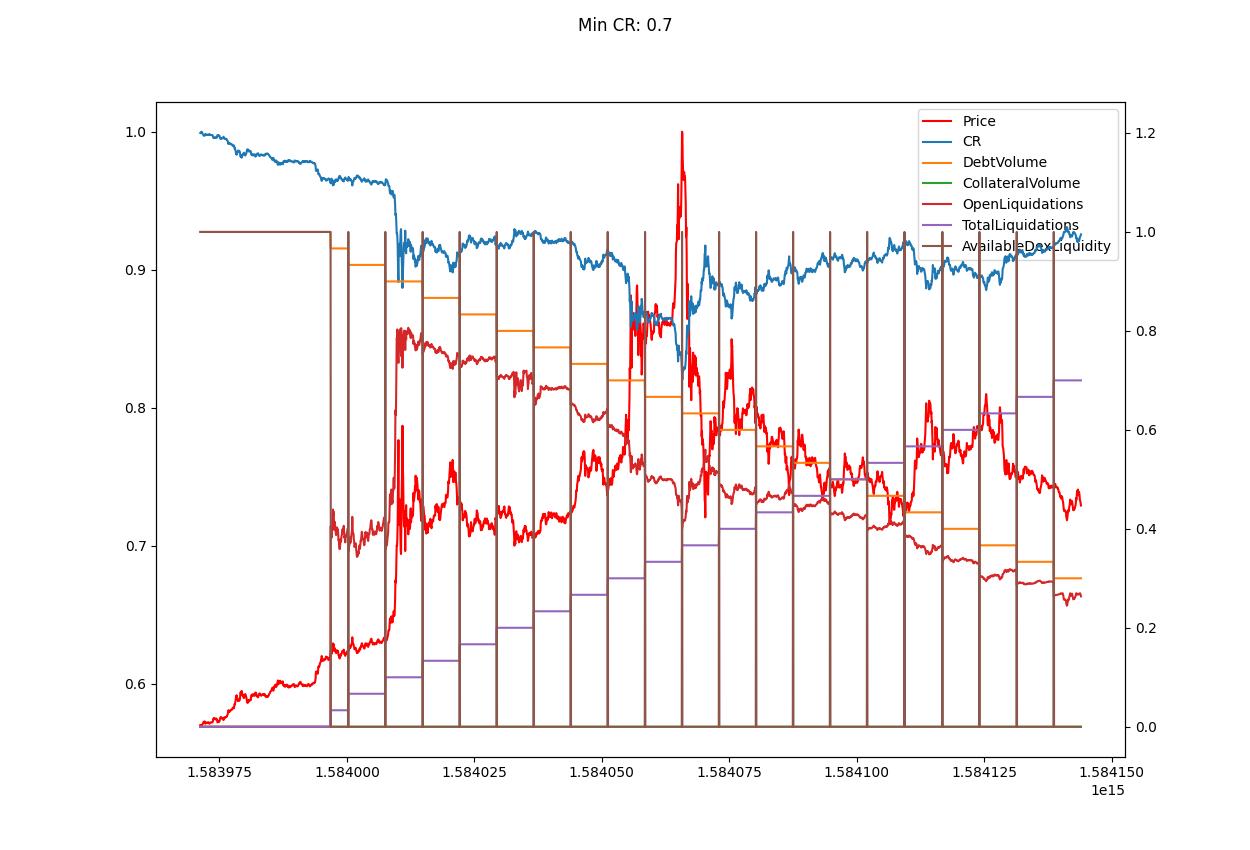 Min CR: 0.7
1.0
0.9
0.8
0.7
0.6
1.2
1.0
0.8
0.6
0.4
0.2
0.0
Price
CR
DebtVolume
CollateralVolume
OpenLiquidations
TotalLiquidations
AvailableDexLiquidity
1.583975 1.584000 1.584025 1.584050 1.584075 1.584100 1.584125 1.584150
1e15